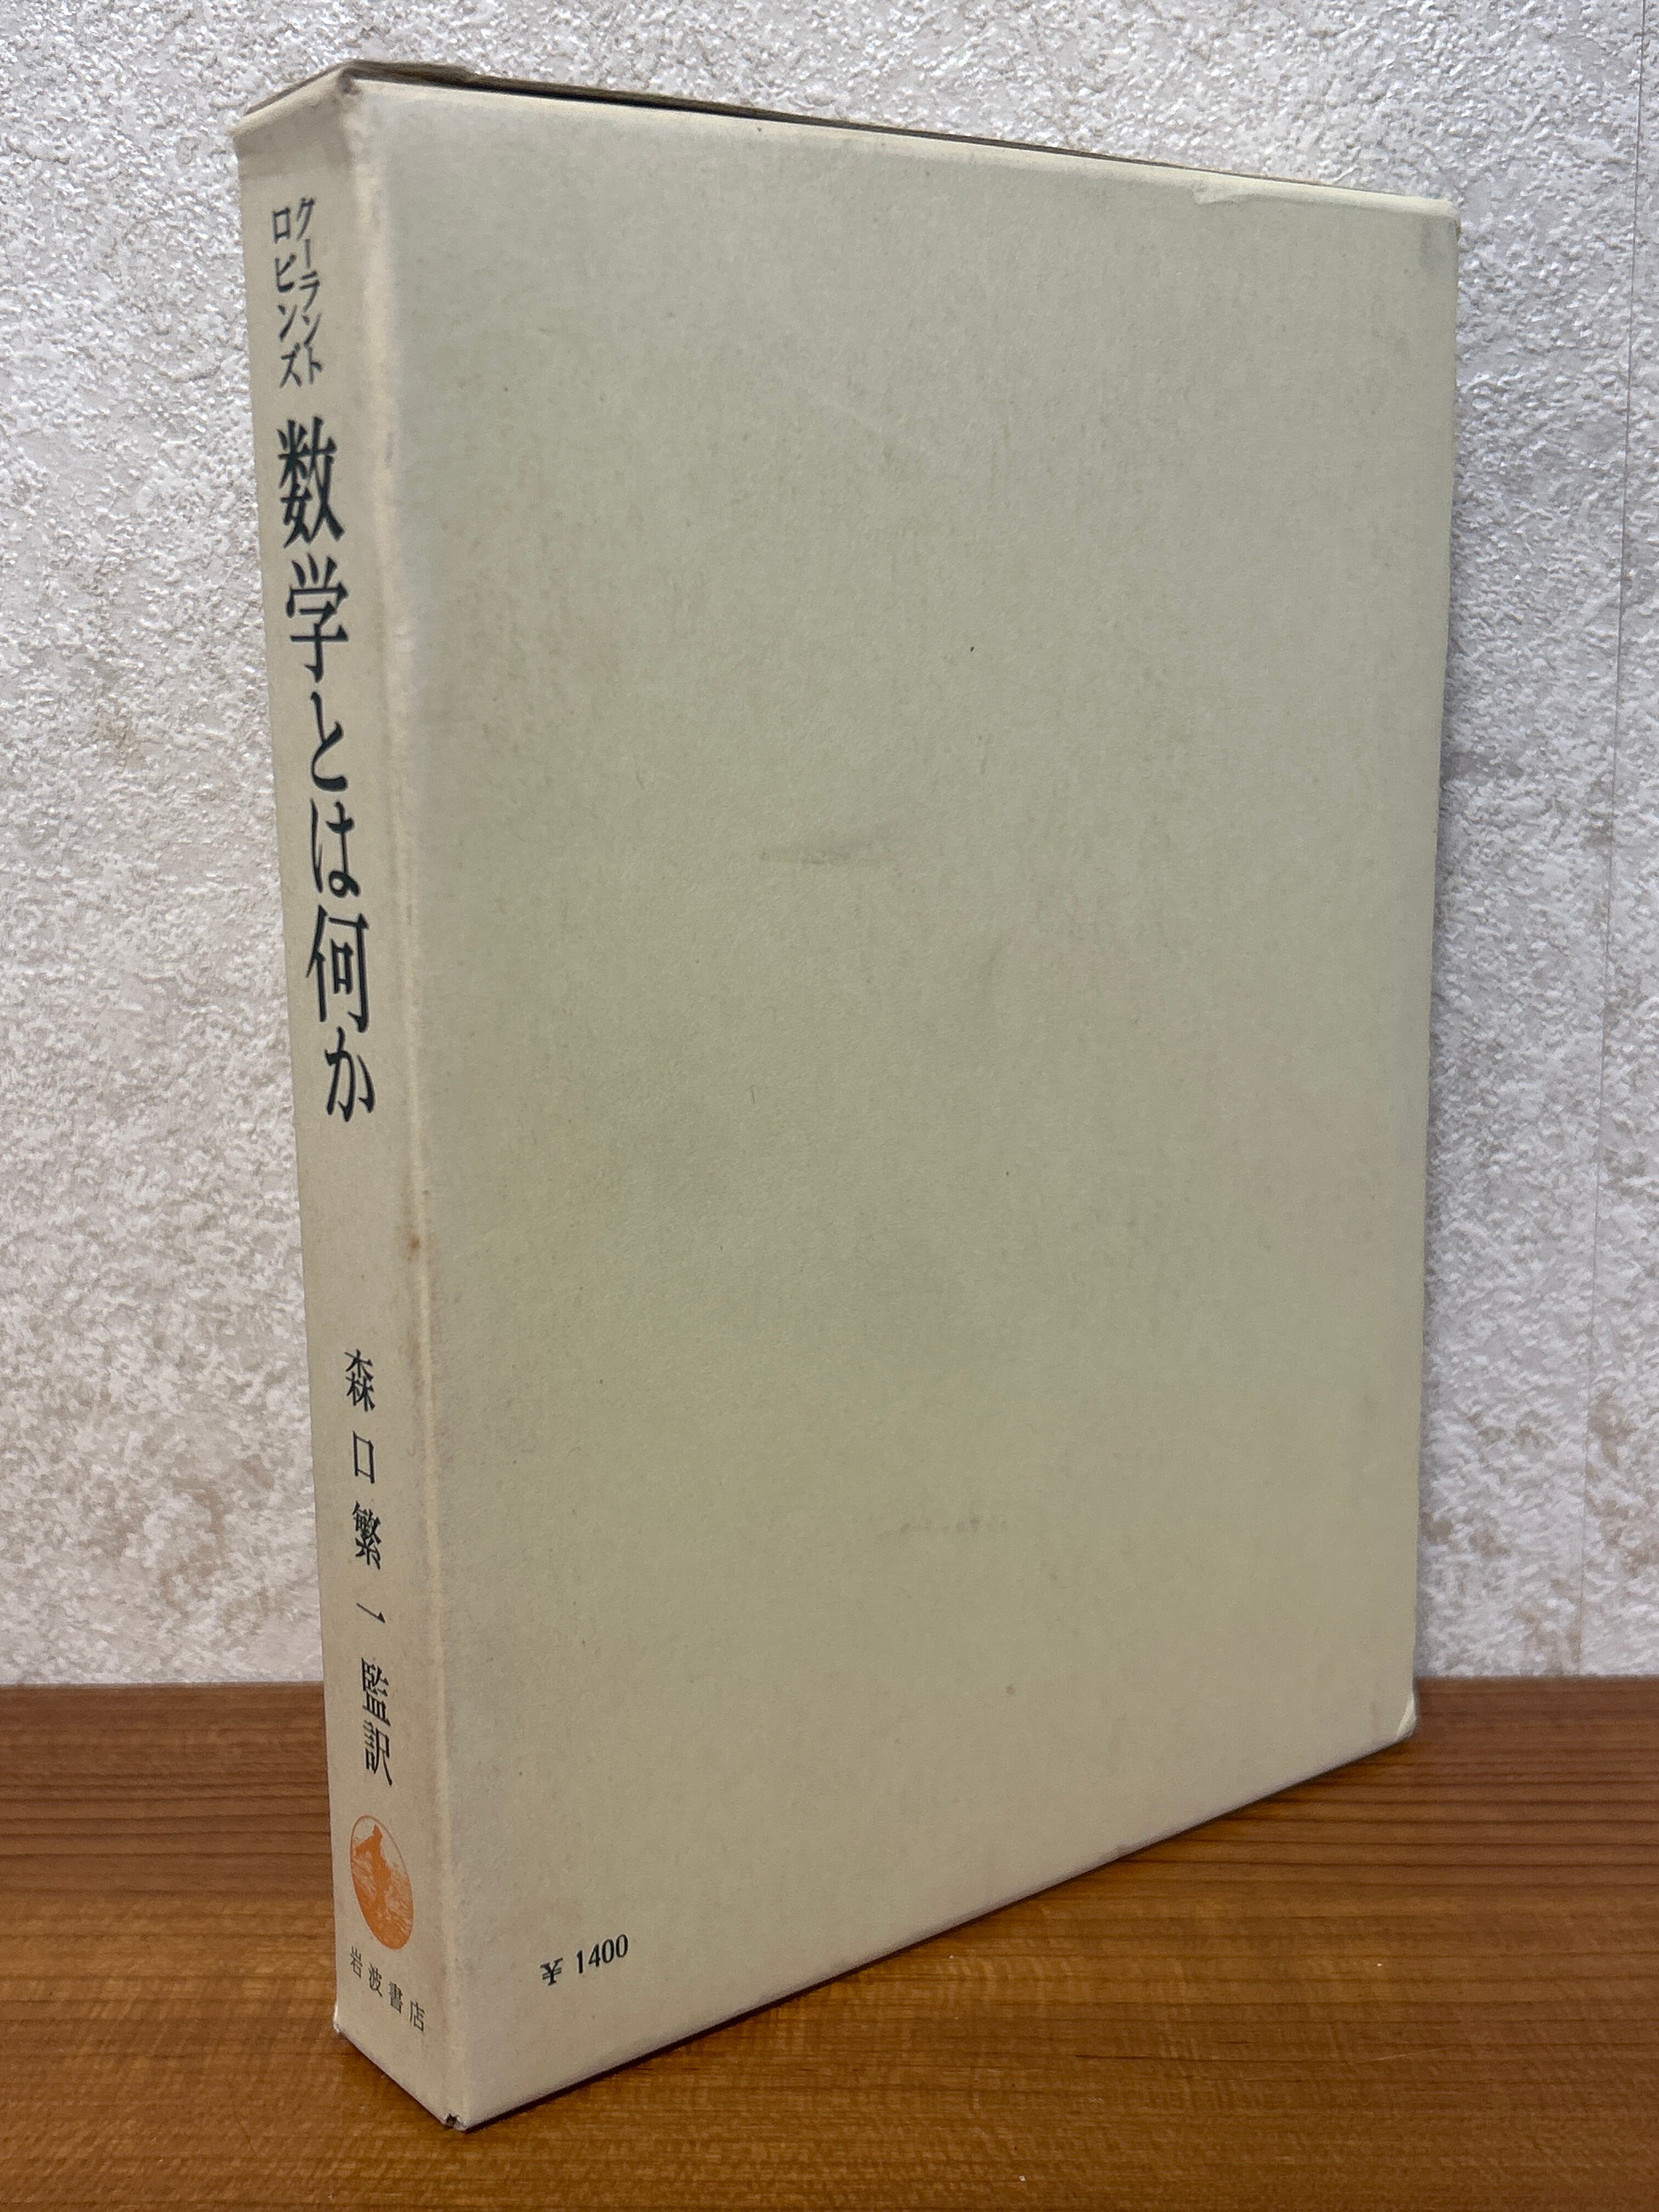 クーラント
ロビンズ
数学とは何か
森口繁一監訳
岩波書店
¥ 1400